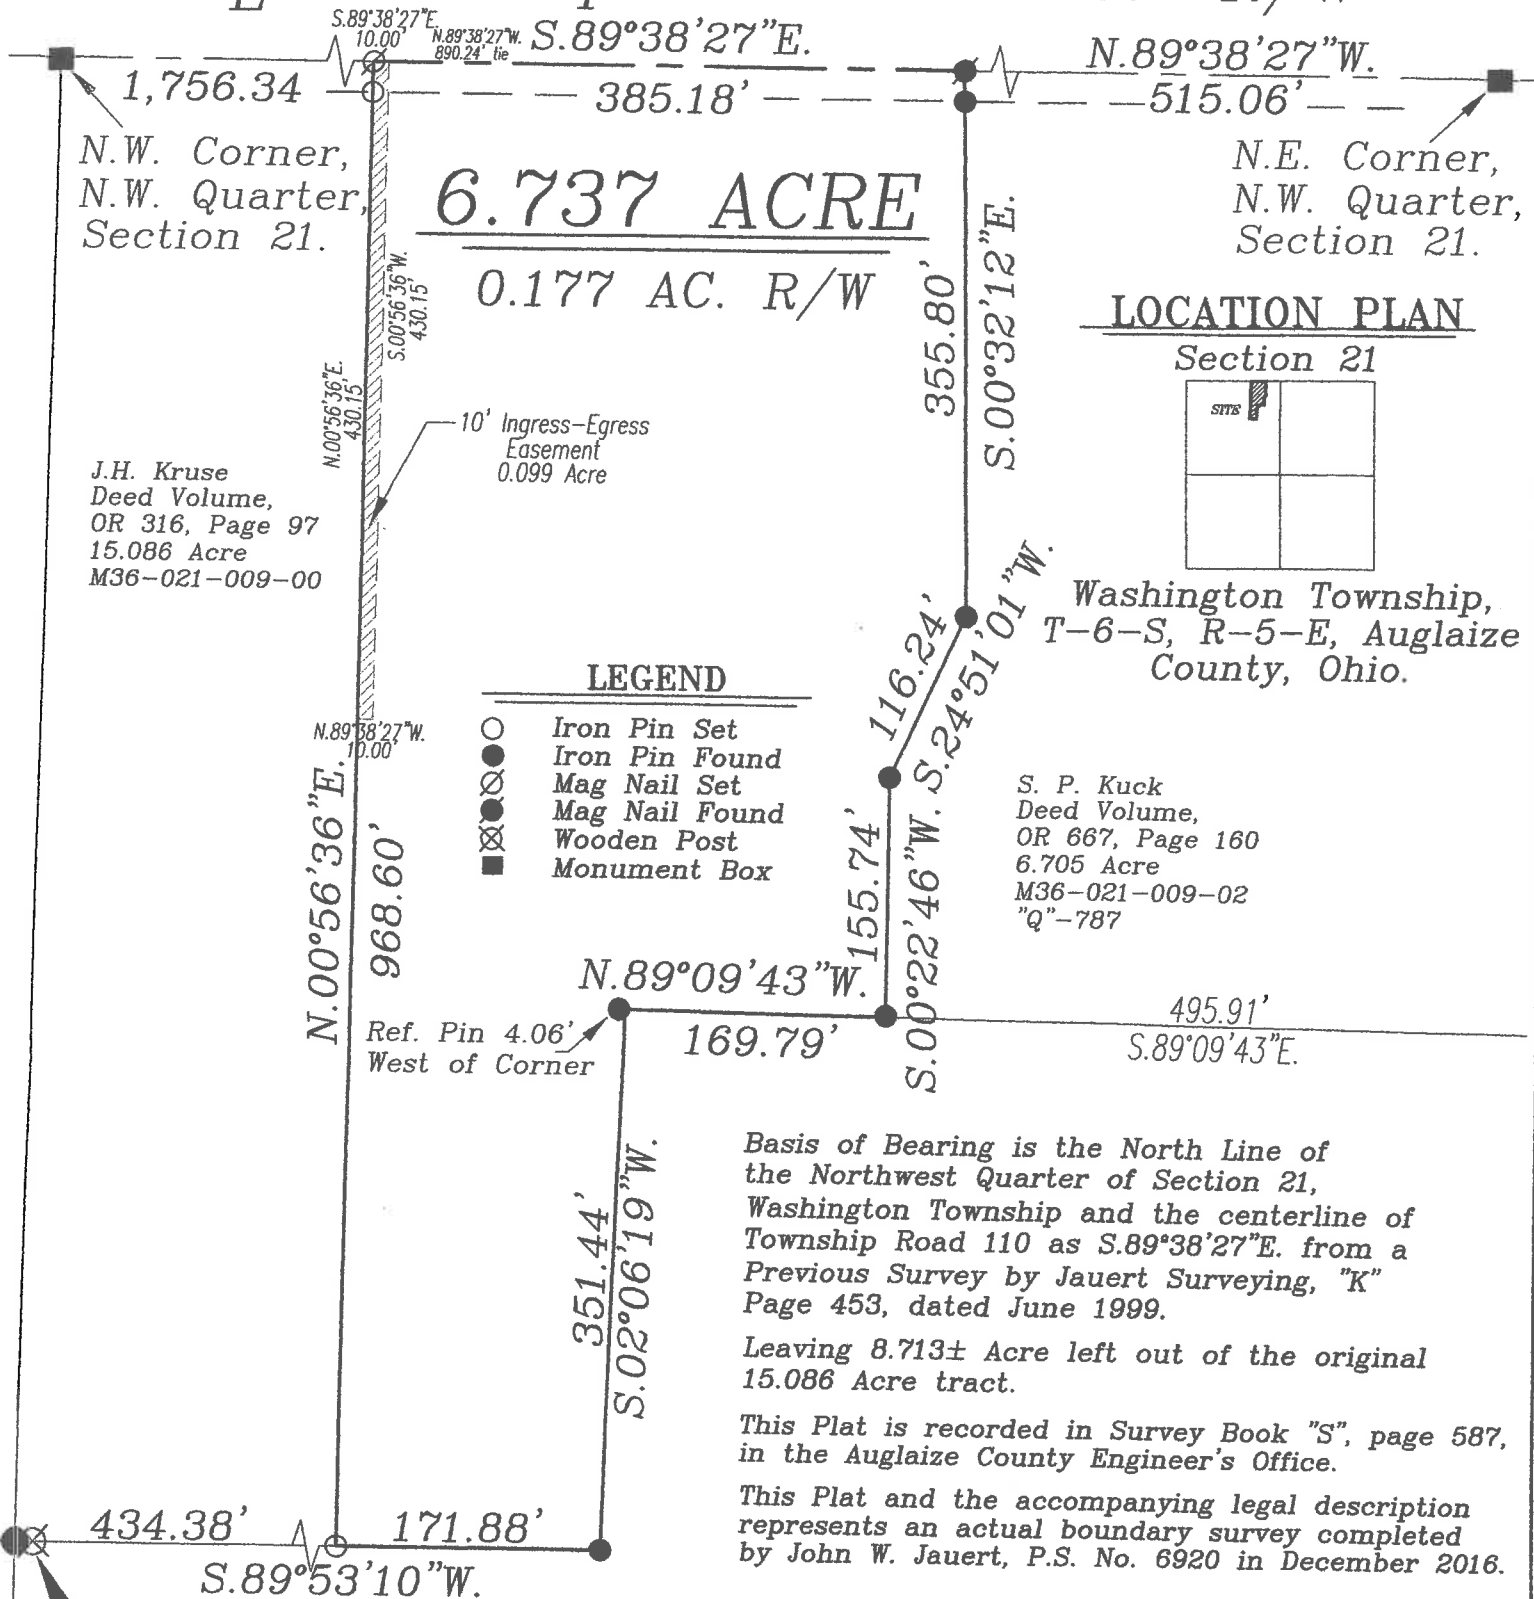 S.89°38'27"E.
10.00'
N.89°38'27"W.
890.24' tie
S.89°38'27"E.
N.89°38'27"W.
1,756.34
385.18'
515.06'
N.W. Corner,
N.W. Quarter,
Section 21.
6.737 ACRE
0.177 AC. R/W
N.E. Corner,
N.W. Quarter,
Section 21.
S.00°56'36"W.
430.15'
N.00°56'36"E.
430.15'
355.80'
S.00°32'12"E.
LOCATION PLAN
Section 21
SITE
Washington Township,
T-6-S, R-5-E, Auglaize
County, Ohio.
10' Ingress-Egress
Easement
0.099 Acre
J.H. Kruse
Deed Volume,
OR 316, Page 97
15.086 Acre
M36-021-009-00
N.89°38'27"W.
10.00'
LEGEND
Iron Pin Set
Iron Pin Found
Mag Nail Set
Mag Nail Found
Wooden Post
Monument Box
116.24'
S.24°51'01"W.
N.00°56'36"E.
968.60'
155.74'
S.00°22'46"W.
S. P. Kuck
Deed Volume,
OR 667, Page 160
6.705 Acre
M36-021-009-02
"Q"-787
N.89°09'43"W.
169.79'
Ref. Pin 4.06'
West of Corner
495.91'
S.89°09'43"E.
351.44'
S.02°06'19"W.
Basis of Bearing is the North Line of
the Northwest Quarter of Section 21,
Washington Township and the centerline of
Township Road 110 as S.89°38'27"E. from a
Previous Survey by Jauert Surveying, "K"
Page 453, dated June 1999.
Leaving 8.713± Acre left out of the original
15.086 Acre tract.
This Plat is recorded in Survey Book "S", page 587,
in the Auglaize County Engineer's Office.
This Plat and the accompanying legal description
represents an actual boundary survey completed
by John W. Jauert, P.S. No. 6920 in December 2016.
434.38'
171.88'
S.89°53'10"W.